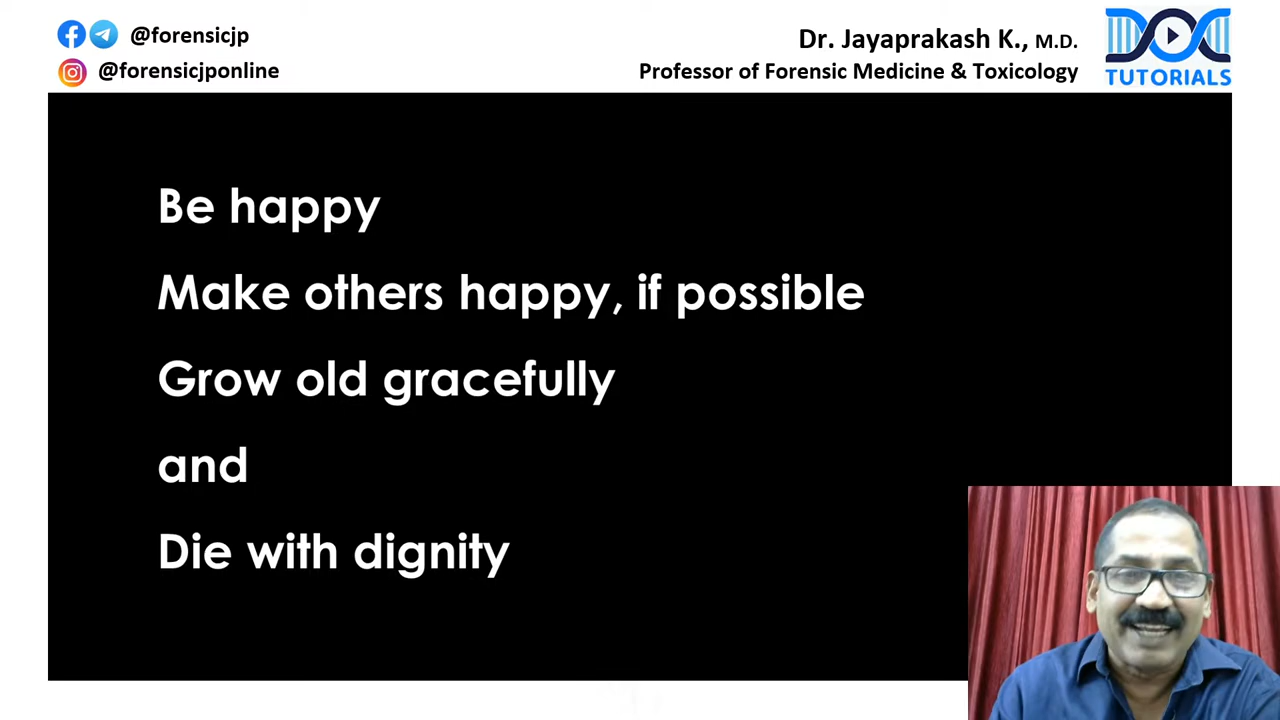 @forensicjp
@forensicjponline
Dr. Jayaprakash K., M.D.
Professor of Forensic Medicine & Toxicology
TUTORIALS
Be happy
Make others happy, if possible
Grow old gracefully
and
Die with dignity